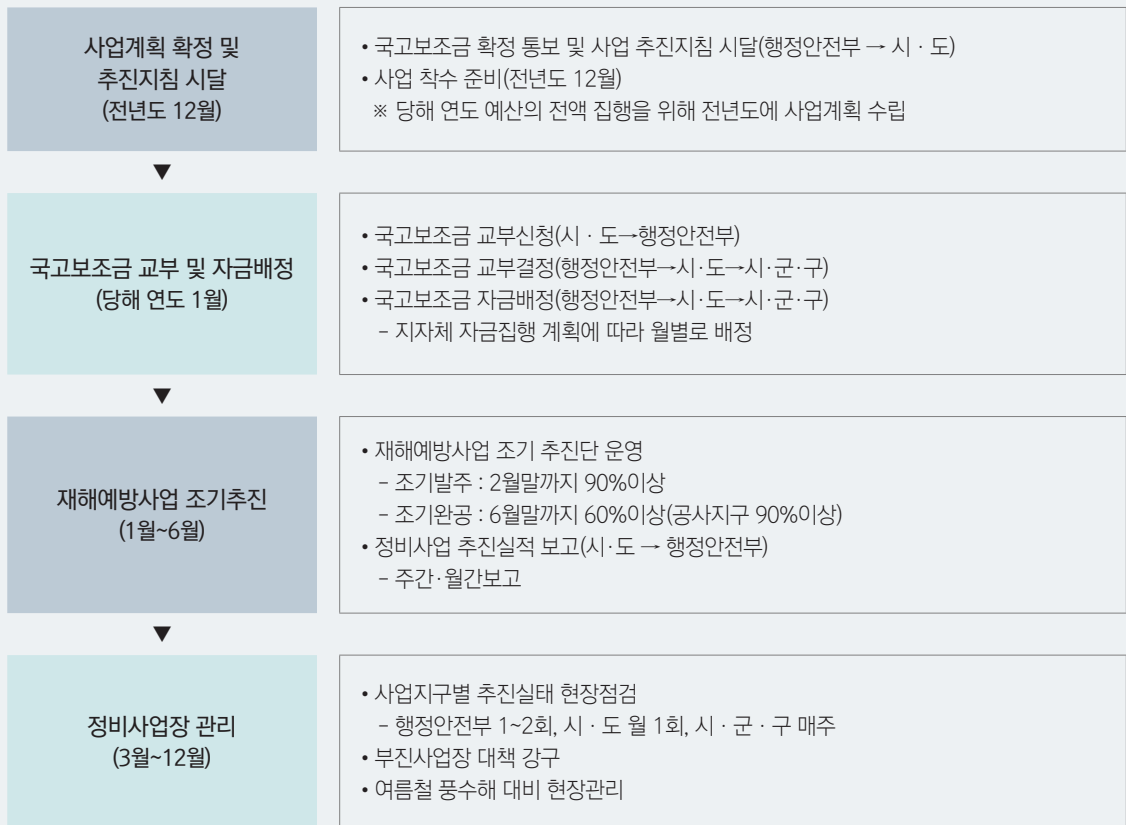 사업계획 확정 및
추진지침 시달
(전년도 12월)
• 국고보조금 확정 통보 및 사업 추진지침 시달(행정안전부 → 시 · 도)
• 사업 착수 준비(전년도 12월)
※ 당해 연도 예산의 전액 집행을 위해 전년도에 사업계획 수립
▼
국고보조금 교부 및 자금배정
(당해 연도 1월)
• 국고보조금 교부신청(시 · 도→행정안전부)
• 국고보조금 교부결정(행정안전부→시·도→시·군·구)
• 국고보조금 자금배정(행정안전부→시·도→시·군·구)
– 지자체 자금집행 계획에 따라 월별로 배정
▼
재해예방사업 조기추진
(1월~6월)
• 재해예방사업 조기 추진단 운영
– 조기발주 : 2월말까지 90%이상
– 조기완공 : 6월말까지 60%이상(공사지구 90%이상)
• 정비사업 추진실적 보고(시·도 → 행정안전부)
– 주간·월간보고
▼
정비사업장 관리
(3월~12월)
• 사업지구별 추진실태 현장점검
– 행정안전부 1~2회, 시 · 도 월 1회, 시 · 군 · 구 매주
• 부진사업장 대책 강구
• 여름철 풍수해 대비 현장관리